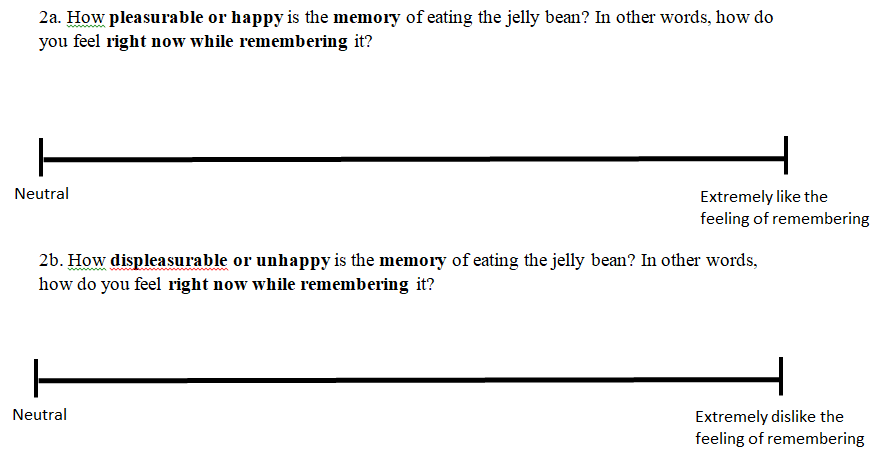 2a. How pleasurable or happy is the memory of eating the jelly bean? In other words, how do
you feel right now while remembering it?
Neutral
Extremely like the
feeling of remembering
2b. How displeasurable or unhappy is the memory of eating the jelly bean? In other words,
how do you feel right now while remembering it?
Neutral
Extremely dislike the
feeling of remembering